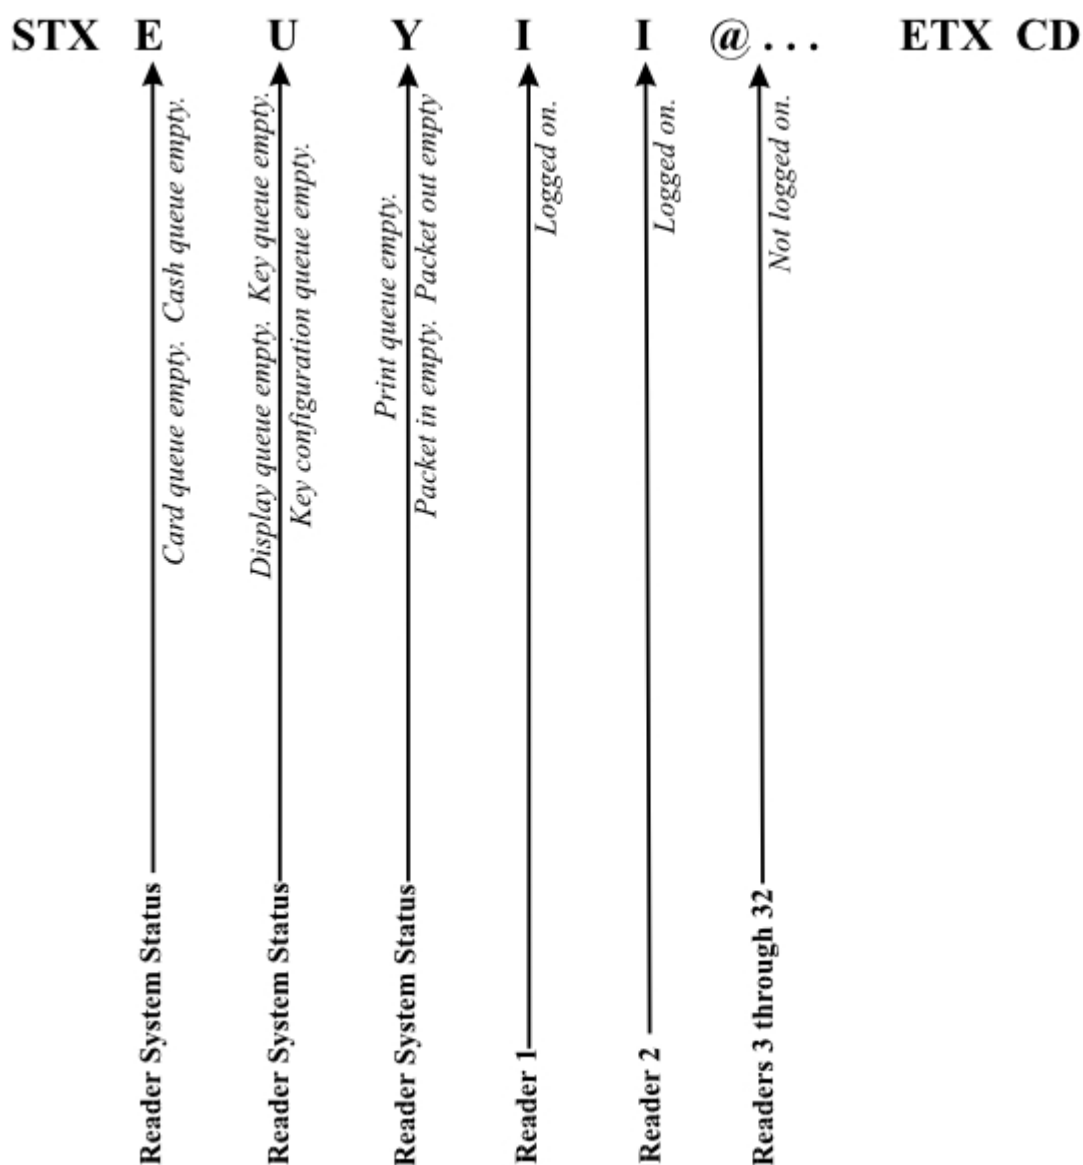 STX E U Y I I @ . . . ETX CD
Card queue empty. Cash queue empty.
Display queue empty. Key queue empty.
Key configuration queue empty.
Print queue empty.
Packet in empty. Packet out empty
Logged on.
Logged on.
Not logged on.
Reader System Status
Reader System Status
Reader System Status
Reader 1
Reader 2
Readers 3 through 32